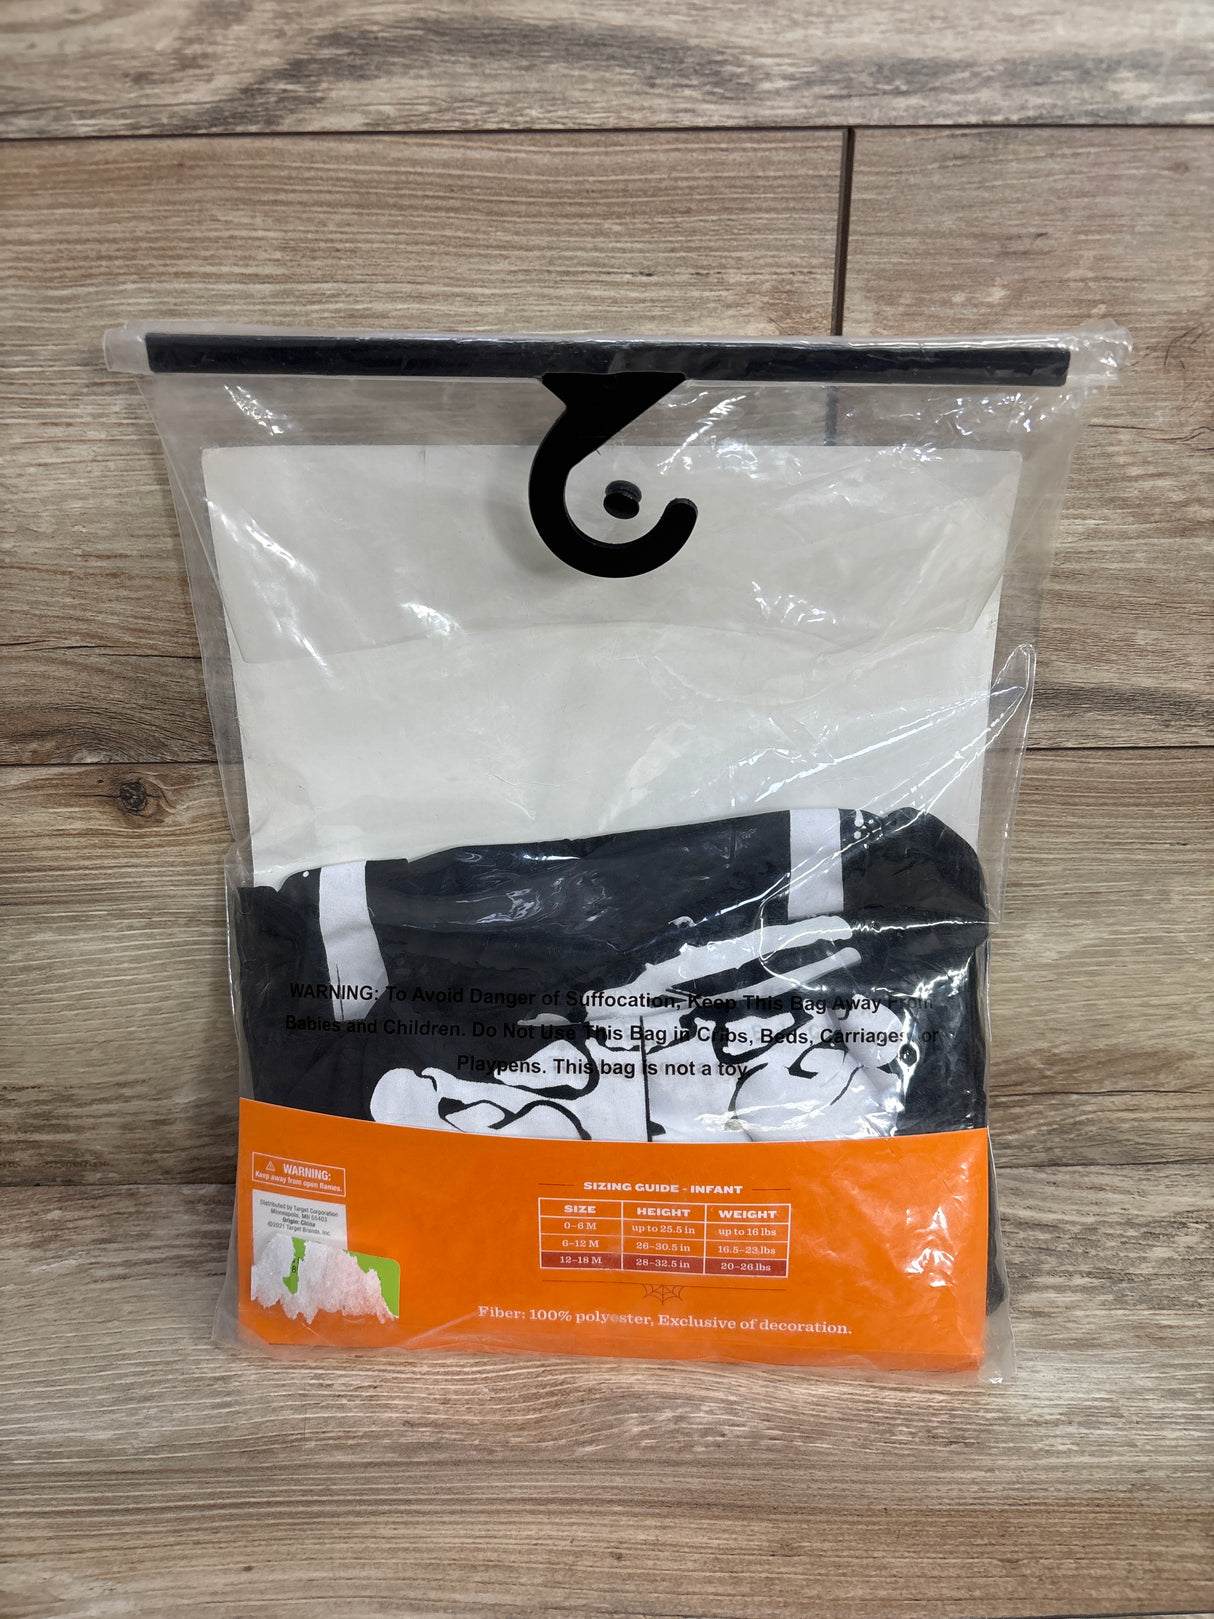 WARNING: To Avoid Danger of Suffocation, Keep This Bag Away From
Babies and Children. Do Not Use This Bag in Cribs, Beds, Carriages, or
Playpens. This bag is not a toy.
⚠ WARNING:
Keep away from open flames.
Distributed by Target Corporation
Minneapolis, MN 55403
Origin: China
©2021 Target Brands, Inc.
SIZING GUIDE - INFANT
SIZE HEIGHT WEIGHT
0-6 M up to 25.5 in up to 16 lbs
6-12 M 26-30.5 in 16.5-23 lbs
12-18 M 28-32.5 in 20-26 lbs
Fiber: 100% polyester, Exclusive of decoration.